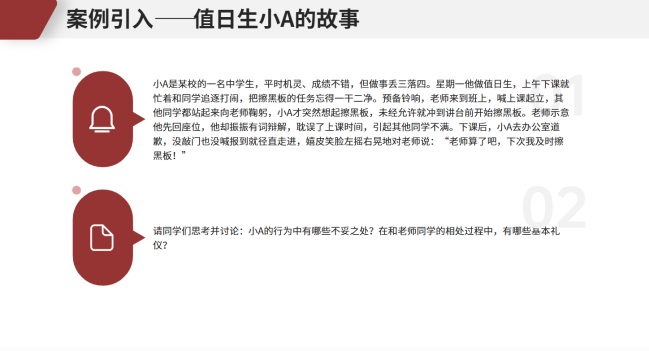 案例引入——值日生小A的故事
01
小A是某校的一名中学生，平时机灵、成绩不错，但做事丢三落四。星期一他做值日生，上午下课就
忙着和同学追逐打闹，把擦黑板的任务忘得一干二净。预备铃响，老师来到班上，喊上课起立，其
他同学都站起来向老师鞠躬，小A才突然想起擦黑板，未经允许就冲到讲台前开始擦黑板。老师示意
他先回座位，他却振振有词辩解，耽误了上课时间，引起其他同学不满。下课后，小A去办公室道
歉，没敲门也没喊报到就径直走进，嬉皮笑脸左摇右晃地对老师说：“老师算了吧，下次我及时擦
黑板！”
02
请同学们思考并讨论：小A的行为中有哪些不妥之处？在和老师同学的相处过程中，有哪些基本礼
仪？